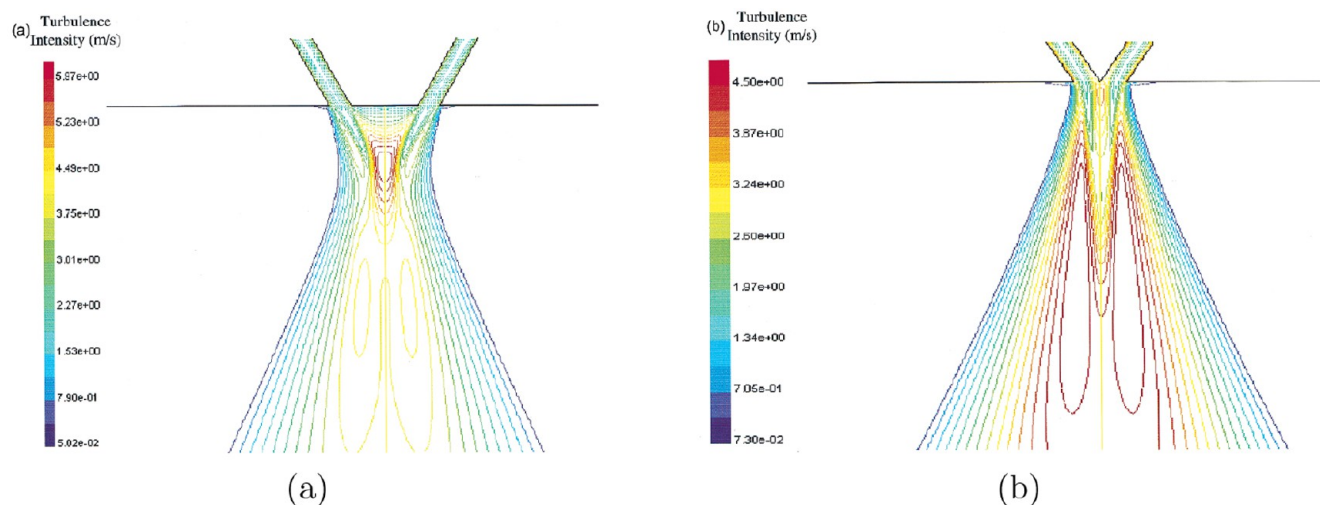 (a) Turbulence
Intensity (m/s)
5.97e+00
5.23e+00
4.49e+00
3.75e+00
3.01e+00
2.27e+00
1.53e+00
7.90e-01
5.02e-02
(a)
(b) Turbulence
Intensity (m/s)
4.50e+00
3.87e+00
3.24e+00
2.50e+00
1.97e+00
1.34e+00
7.05e-01
7.30e-02
(b)